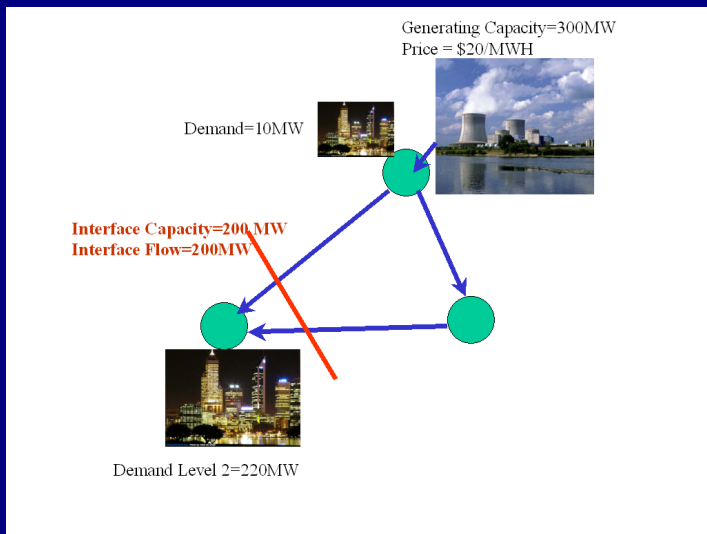 Generating Capacity=300MW
Price = $20/MWH
Demand=10MW
Interface Capacity=200 MW
Interface Flow=200MW
Demand Level 2=220MW